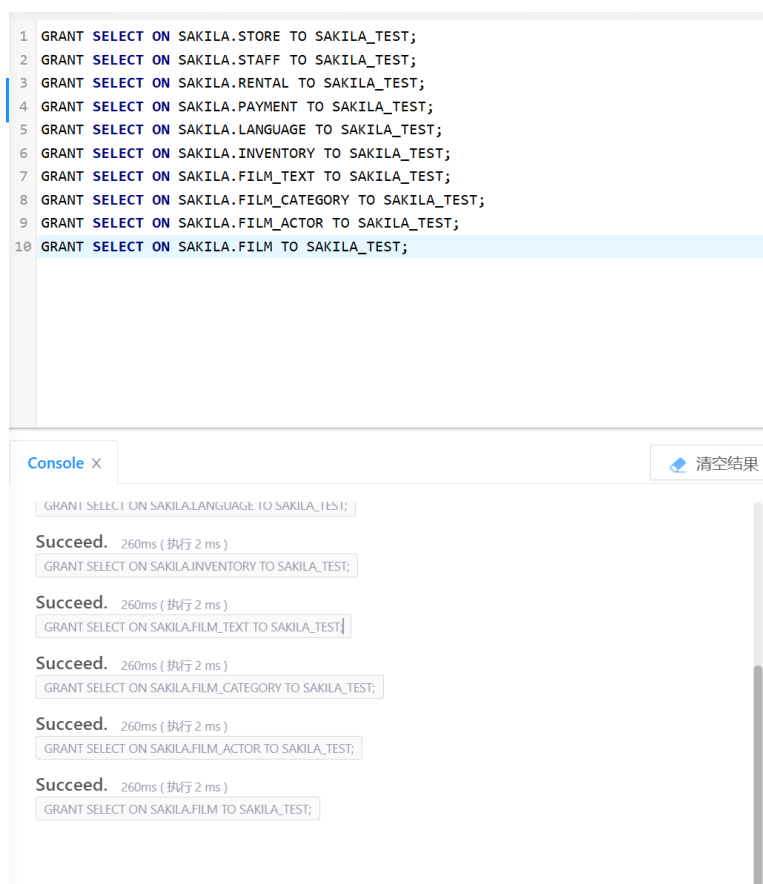 1 GRANT SELECT ON SAKILA.STORE TO SAKILA_TEST;
2 GRANT SELECT ON SAKILA.STAFF TO SAKILA_TEST;
3 GRANT SELECT ON SAKILA.RENTAL TO SAKILA_TEST;
4 GRANT SELECT ON SAKILA.PAYMENT TO SAKILA_TEST;
5 GRANT SELECT ON SAKILA.LANGUAGE TO SAKILA_TEST;
6 GRANT SELECT ON SAKILA.INVENTORY TO SAKILA_TEST;
7 GRANT SELECT ON SAKILA.FILM_TEXT TO SAKILA_TEST;
8 GRANT SELECT ON SAKILA.FILM_CATEGORY TO SAKILA_TEST;
9 GRANT SELECT ON SAKILA.FILM_ACTOR TO SAKILA_TEST;
10 GRANT SELECT ON SAKILA.FILM TO SAKILA_TEST;
Console × 清空结果
GRANT SELECT ON SAKILA.LANGUAGE TO SAKILA_TEST;
Succeed. 260ms ( 执行 2 ms )
GRANT SELECT ON SAKILA.INVENTORY TO SAKILA_TEST;
Succeed. 260ms ( 执行 2 ms )
GRANT SELECT ON SAKILA.FILM_TEXT TO SAKILA_TEST;
Succeed. 260ms ( 执行 2 ms )
GRANT SELECT ON SAKILA.FILM_CATEGORY TO SAKILA_TEST;
Succeed. 260ms ( 执行 2 ms )
GRANT SELECT ON SAKILA.FILM_ACTOR TO SAKILA_TEST;
Succeed. 260ms ( 执行 2 ms )
GRANT SELECT ON SAKILA.FILM TO SAKILA_TEST;